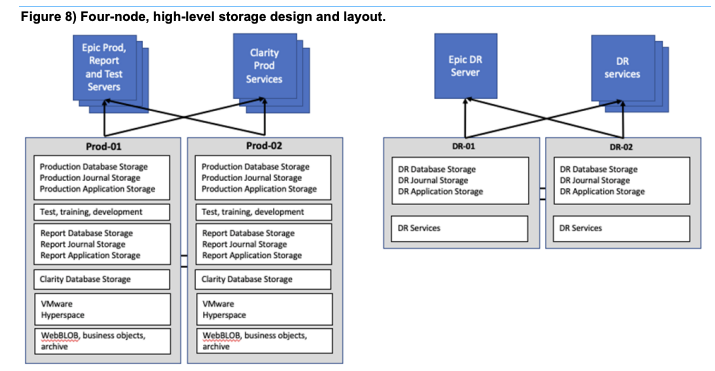 Figure 8) Four-node, high-level storage design and layout.
Epic Prod,
Report
and Test
Servers
Clarity
Prod
Services
Epic DR
Server
DR
services
Prod-01
Production Database Storage
Production Journal Storage
Production Application Storage
Test, training, development
Report Database Storage
Report Journal Storage
Report Application Storage
Clarity Database Storage
VMware
Hyperspace
WebBLOB, business objects,
archive
Prod-02
Production Database Storage
Production Journal Storage
Production Application Storage
Test, training, development
Report Database Storage
Report Journal Storage
Report Application Storage
Clarity Database Storage
VMware
Hyperspace
WebBLOB, business objects,
archive
DR-01
DR Database Storage
DR Journal Storage
DR Application Storage
DR Services
DR-02
DR Database Storage
DR Journal Storage
DR Application Storage
DR Services